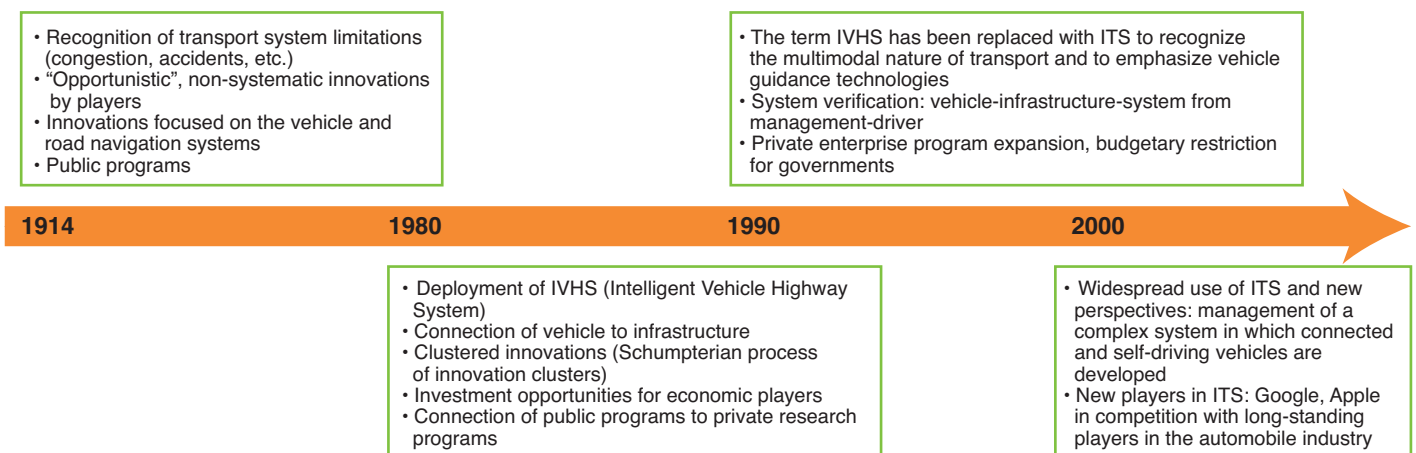 • Recognition of transport system limitations
(congestion, accidents, etc.)
• “Opportunistic”, non-systematic innovations
by players
• Innovations focused on the vehicle and
road navigation systems
• Public programs
• The term IVHS has been replaced with ITS to recognize
the multimodal nature of transport and to emphasize vehicle
guidance technologies
• System verification: vehicle-infrastructure-system from
management-driver
• Private enterprise program expansion, budgetary restriction
for governments
1914 1980 1990 2000
• Deployment of IVHS (Intelligent Vehicle Highway
System)
• Connection of vehicle to infrastructure
• Clustered innovations (Schumpterian process
of innovation clusters)
• Investment opportunities for economic players
• Connection of public programs to private research
programs
• Widespread use of ITS and new
perspectives: management of a
complex system in which connected
and self-driving vehicles are
developed
• New players in ITS: Google, Apple
in competition with long-standing
players in the automobile industry